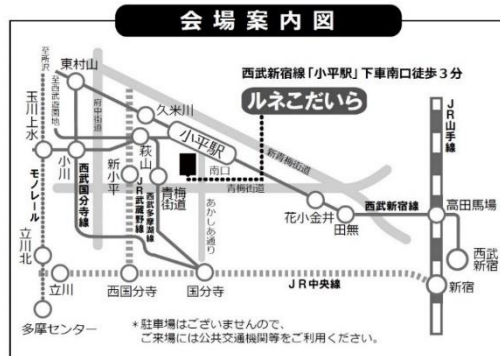 会場案内図
西武新宿線「小平駅」下車南口徒歩3分
ルネこだいら
至所沢
至西武遊園地
東村山
府中街道
久米川
小平駅
南口
新青梅街道
青梅街道
JR山手線
玉川上水
小川
萩山
新小平
青梅街道
西武国分寺線
JR武蔵野線
西武多摩湖線
あかしあ通り
花小金井
田無
西武新宿線
高田馬場
西武新宿
モノレール
立川北
立川
西国分寺
国分寺
JR中央線
新宿
多摩センター
*駐車場はございませんので、
ご来場には公共交通機関等をご利用ください。